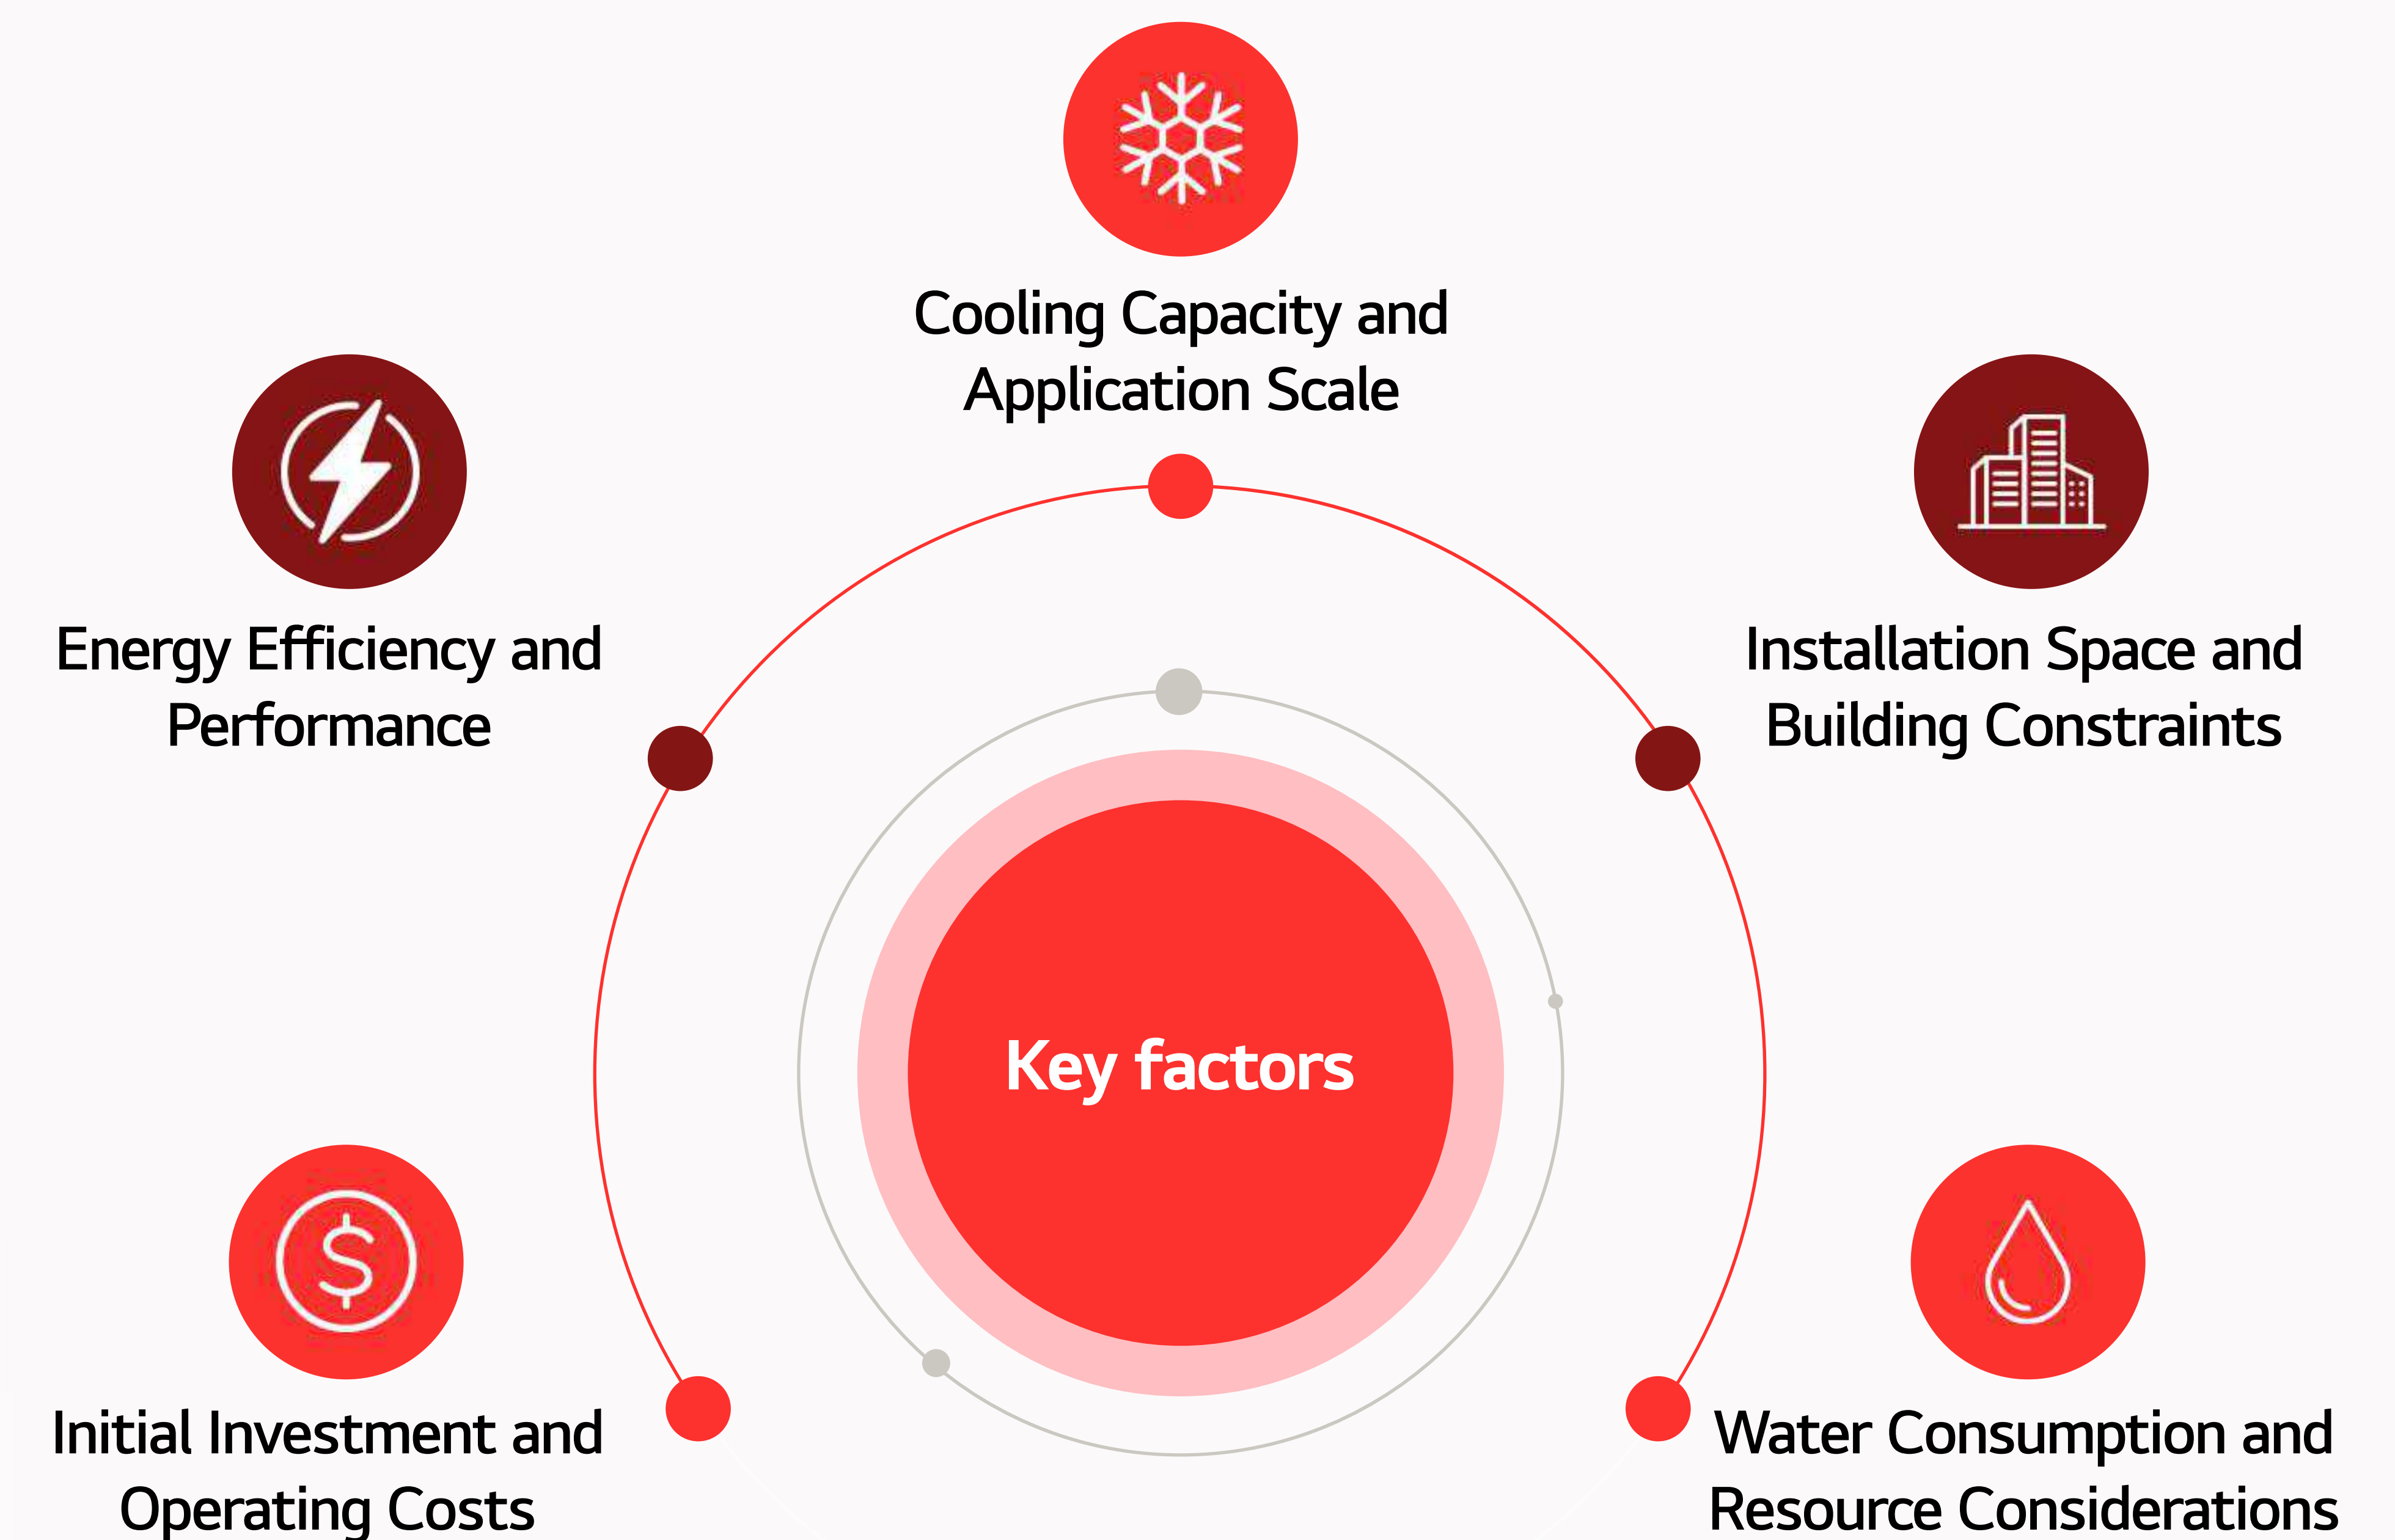 Cooling Capacity and
Application Scale
Energy Efficiency and
Performance
Installation Space and
Building Constraints
Key factors
Initial Investment and
Operating Costs
Water Consumption and
Resource Considerations